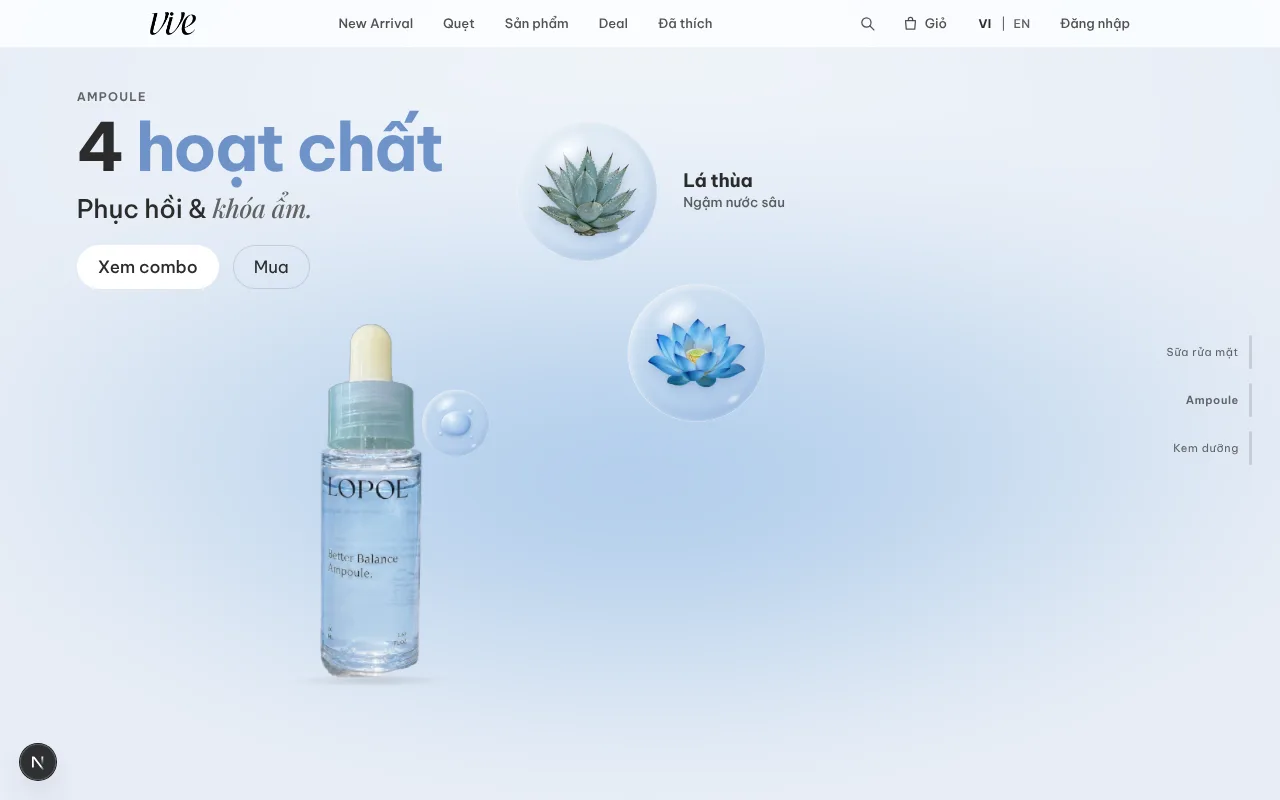 ViVe
New Arrival
Quẹt
Sản phẩm
Deal
Đã thích
Giỏ
VI | EN
Đăng nhập
AMPOULE
4 hoạt chất
Phục hồi & khóa ẩm.
Xem combo
Mua
Lá thùa
Ngậm nước sâu
Sữa rửa mặt
Ampoule
Kem dưỡng
LOPOE
Better Balance
Ampoule.
N